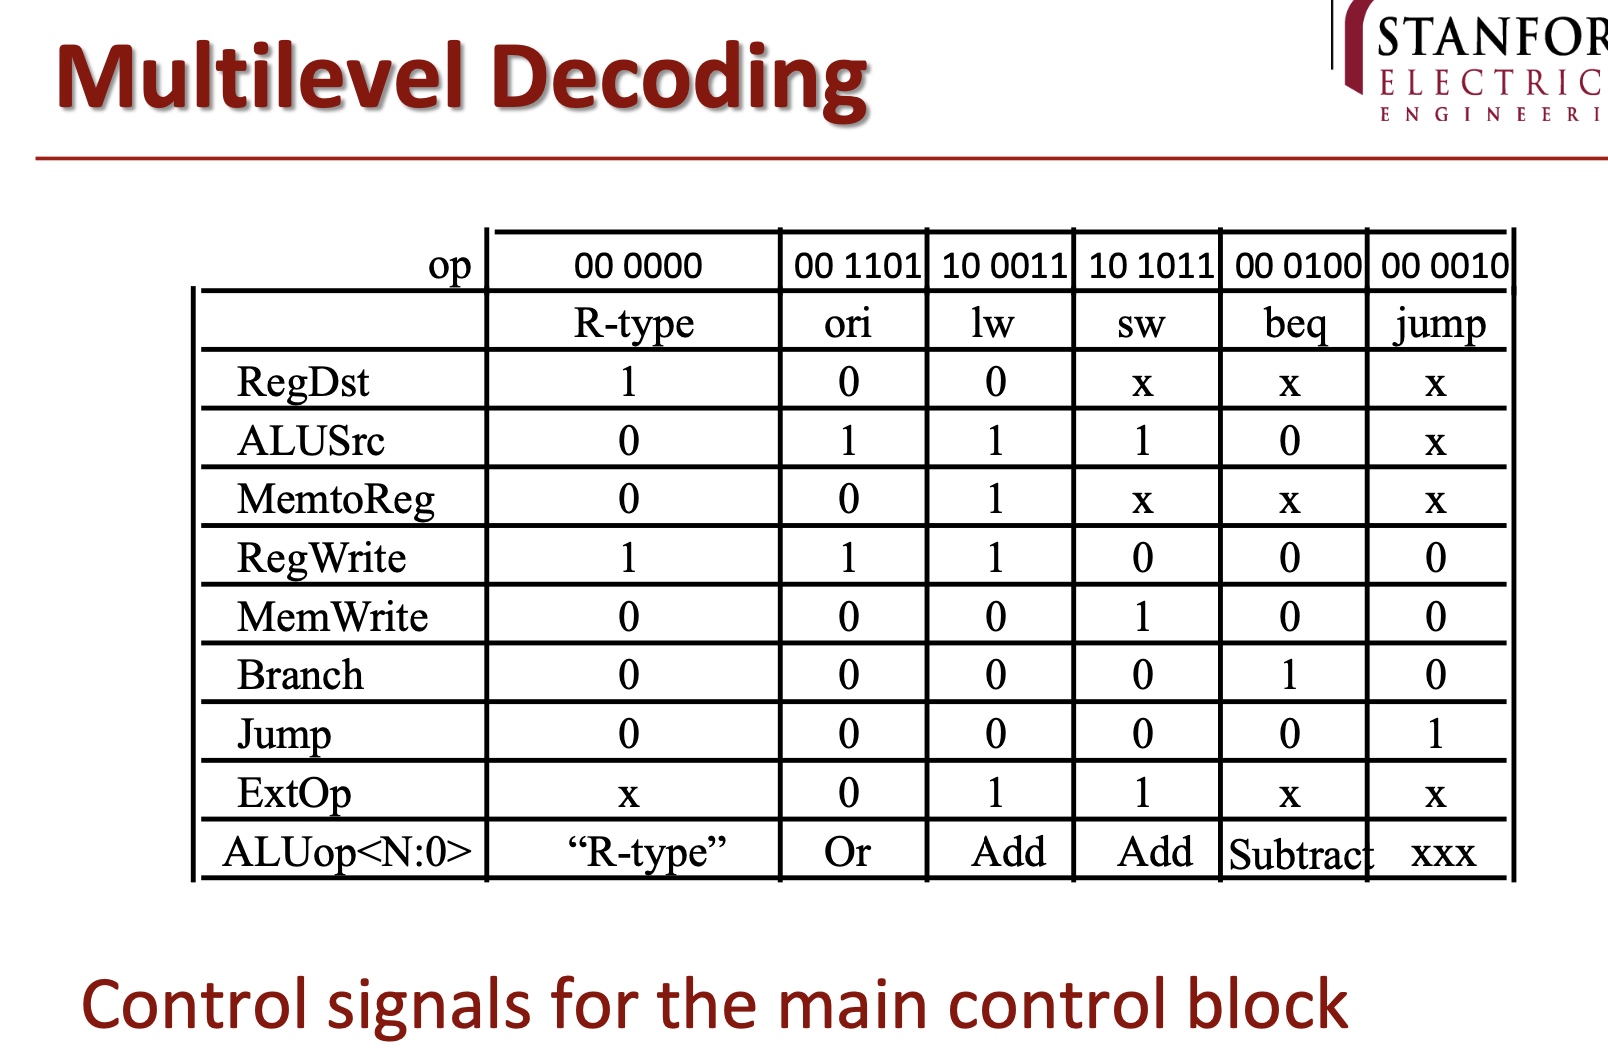 Multilevel Decoding
STANFOR
ELECTRIC
ENGINEERI
op 00 0000 00 1101 10 0011 10 1011 00 0100 00 0010
R-type ori lw sw beq jump
RegDst 1 0 0 x x x
ALUSrc 0 1 1 1 0 x
MemtoReg 0 0 1 x x x
RegWrite 1 1 1 0 0 0
MemWrite 0 0 0 1 0 0
Branch 0 0 0 0 1 0
Jump 0 0 0 0 0 1
ExtOp x 0 1 1 x x
ALUop<N:0> “R-type” Or Add Add Subtract xxx
Control signals for the main control block